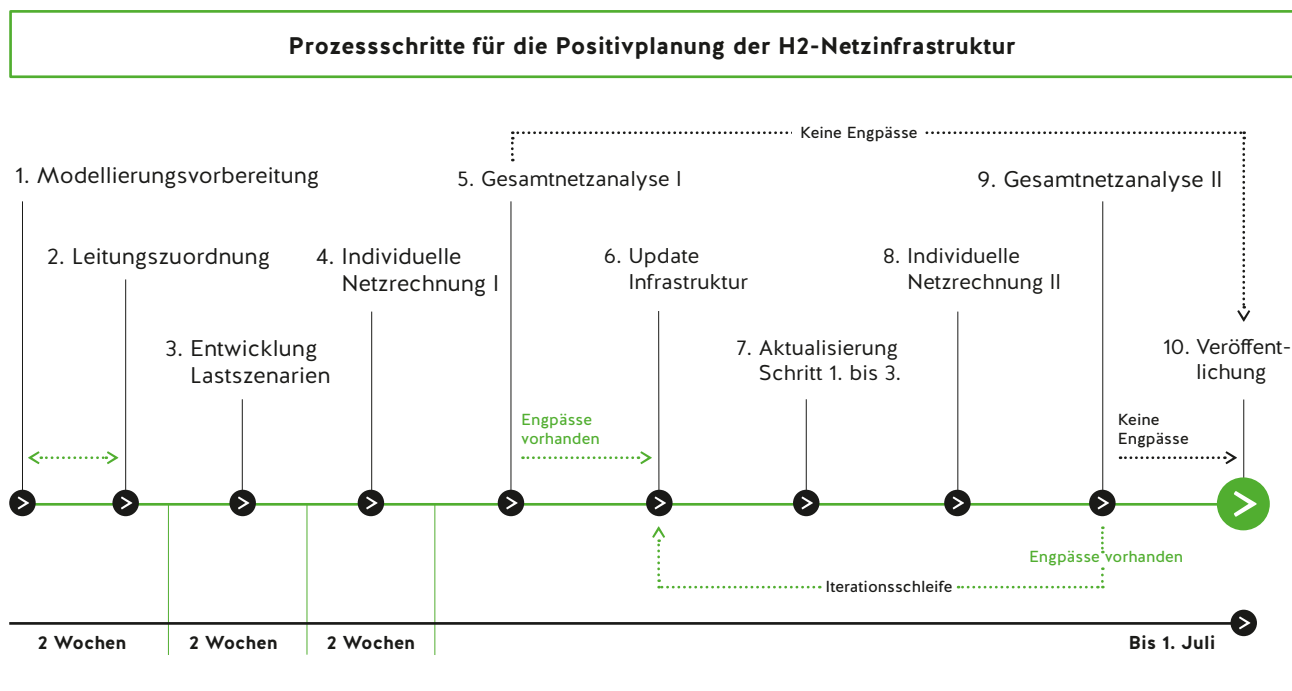 Prozessschritte für die Positivplanung der H2-Netzinfrastruktur
Keine Engpässe
1. Modellierungsvorbereitung
5. Gesamtnetzanalyse I
9. Gesamtnetzanalyse II
2. Leitungszuordnung
4. Individuelle
Netzrechnung I
6. Update
Infrastruktur
8. Individuelle
Netzrechnung II
3. Entwicklung
Lastszenarien
7. Aktualisierung
Schritt 1. bis 3.
10. Veröffent-
lichung
Engpässe
vorhanden
Keine
Engpässe
Engpässe vorhanden
Iterationsschleife
2 Wochen
2 Wochen
2 Wochen
Bis 1. Juli